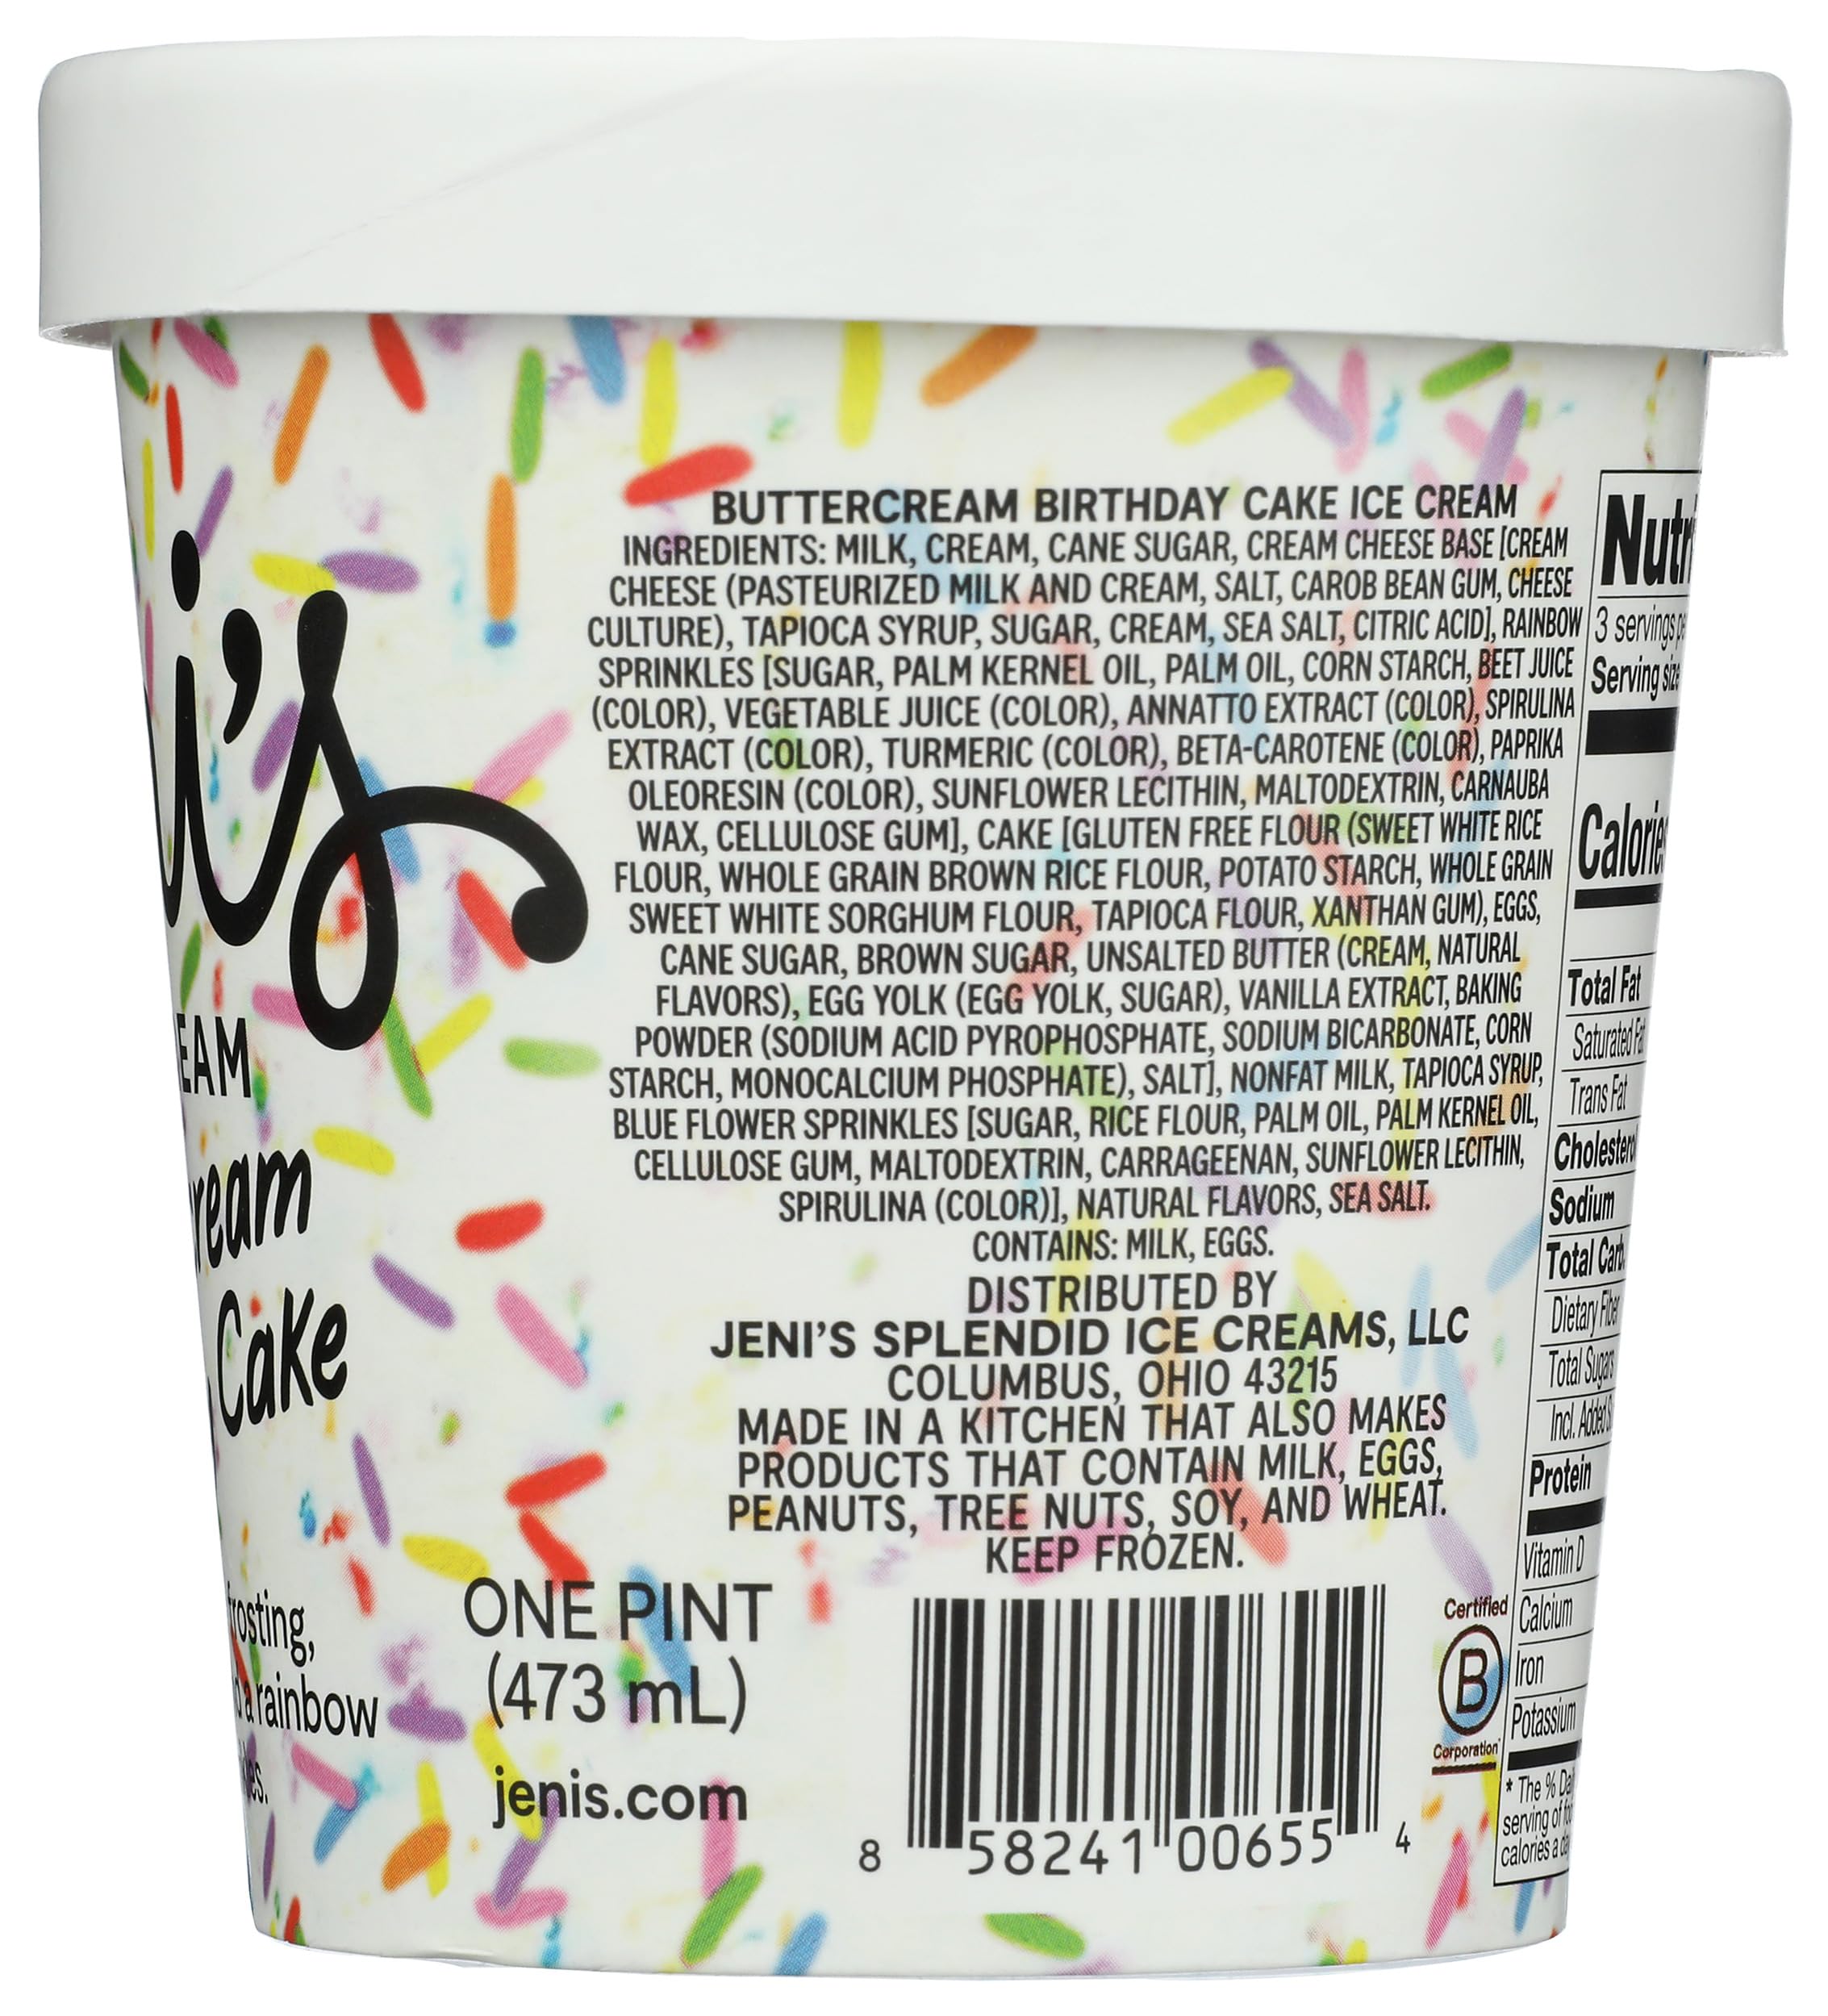 i's
EAM
ream
Cake
frosting,
a rainbow
ONE PINT
(473 mL)
jenis.com
BUTTERCREAM BIRTHDAY CAKE ICE CREAM
INGREDIENTS: MILK, CREAM, CANE SUGAR, CREAM CHEESE BASE [CREAM
CHEESE (PASTEURIZED MILK AND CREAM, SALT, CAROB BEAN GUM, CHEESE
CULTURE), TAPIOCA SYRUP, SUGAR, CREAM, SEA SALT, CITRIC ACID], RAINBOW
SPRINKLES [SUGAR, PALM KERNEL OIL, PALM OIL, CORN STARCH, BEET JUICE
(COLOR), VEGETABLE JUICE (COLOR), ANNATTO EXTRACT (COLOR), SPIRULINA
EXTRACT (COLOR), TURMERIC (COLOR), BETA-CAROTENE (COLOR), PAPRIKA
OLEORESIN (COLOR), SUNFLOWER LECITHIN, MALTODEXTRIN, CARNAUBA
WAX, CELLULOSE GUM], CAKE [GLUTEN FREE FLOUR (SWEET WHITE RICE
FLOUR, WHOLE GRAIN BROWN RICE FLOUR, POTATO STARCH, WHOLE GRAIN
SWEET WHITE SORGHUM FLOUR, TAPIOCA FLOUR, XANTHAN GUM), EGGS,
CANE SUGAR, BROWN SUGAR, UNSALTED BUTTER (CREAM, NATURAL
FLAVORS), EGG YOLK (EGG YOLK, SUGAR), VANILLA EXTRACT, BAKING
POWDER (SODIUM ACID PYROPHOSPHATE, SODIUM BICARBONATE, CORN
STARCH, MONOCALCIUM PHOSPHATE), SALT], NONFAT MILK, TAPIOCA SYRUP,
BLUE FLOWER SPRINKLES [SUGAR, RICE FLOUR, PALM OIL, PALM KERNEL OIL,
CELLULOSE GUM, MALTODEXTRIN, CARRAGEENAN, SUNFLOWER LECITHIN,
SPIRULINA (COLOR)], NATURAL FLAVORS, SEA SALT.
CONTAINS: MILK, EGGS.
DISTRIBUTED BY
JENI'S SPLENDID ICE CREAMS, LLC
COLUMBUS, OHIO 43215
MADE IN A KITCHEN THAT ALSO MAKES
PRODUCTS THAT CONTAIN MILK, EGGS,
PEANUTS, TREE NUTS, SOY, AND WHEAT.
KEEP FROZEN.
8 58241 00655 4
Certified
B
Corporation
Nutri
3 servings
Serving size
Calories
Total Fat
Saturated Fat
Trans Fat
Cholesterol
Sodium
Total Carb.
Dietary Fiber
Total Sugars
Incl. Added
Protein
Vitamin D
Calcium
Iron
Potassium
* The % Da
serving of
calories a